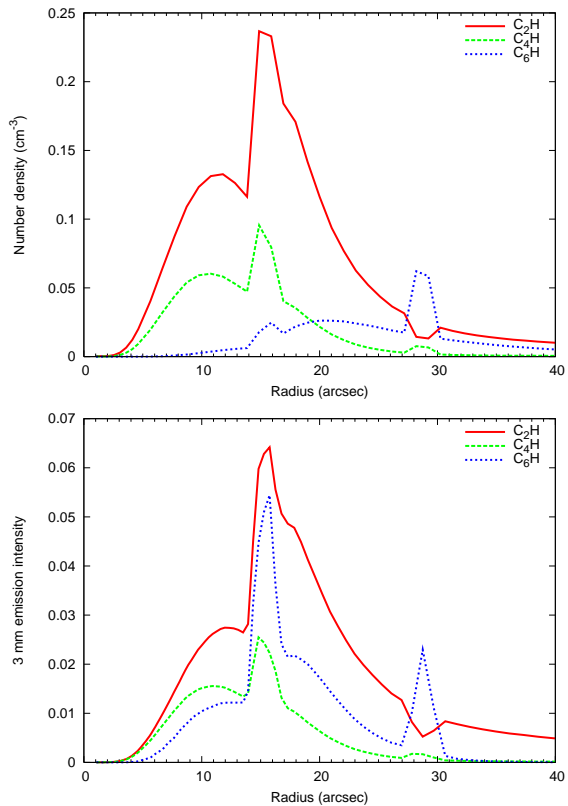 0.25
0.2
0.15
0.1
0.05
0
Number density (cm⁻³)
C₂H
C₄H
C₆H
0 10 20 30 40
Radius (arcsec)
0.07
0.06
0.05
0.04
0.03
0.02
0.01
0
3 mm emission intensity
C₂H
C₄H
C₆H
0 10 20 30 40
Radius (arcsec)